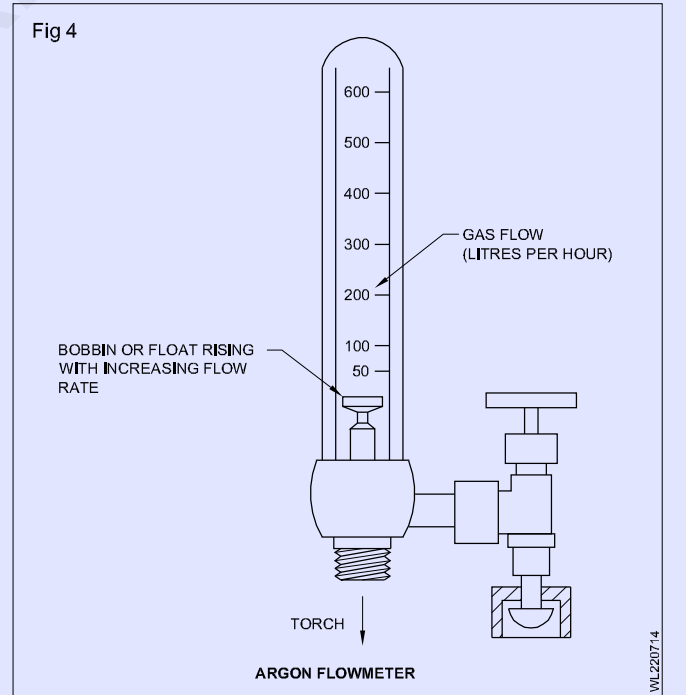 Fig 4
600
500
400
300
200
100
50
GAS FLOW
(LITRES PER HOUR)
BOBBIN OR FLOAT RISING
WITH INCREASING FLOW
RATE
TORCH
ARGON FLOWMETER
WL220714